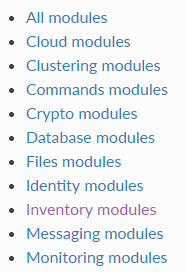 All modules
Cloud modules
Clustering modules
Commands modules
Crypto modules
Database modules
Files modules
Identity modules
Inventory modules
Messaging modules
Monitoring modules